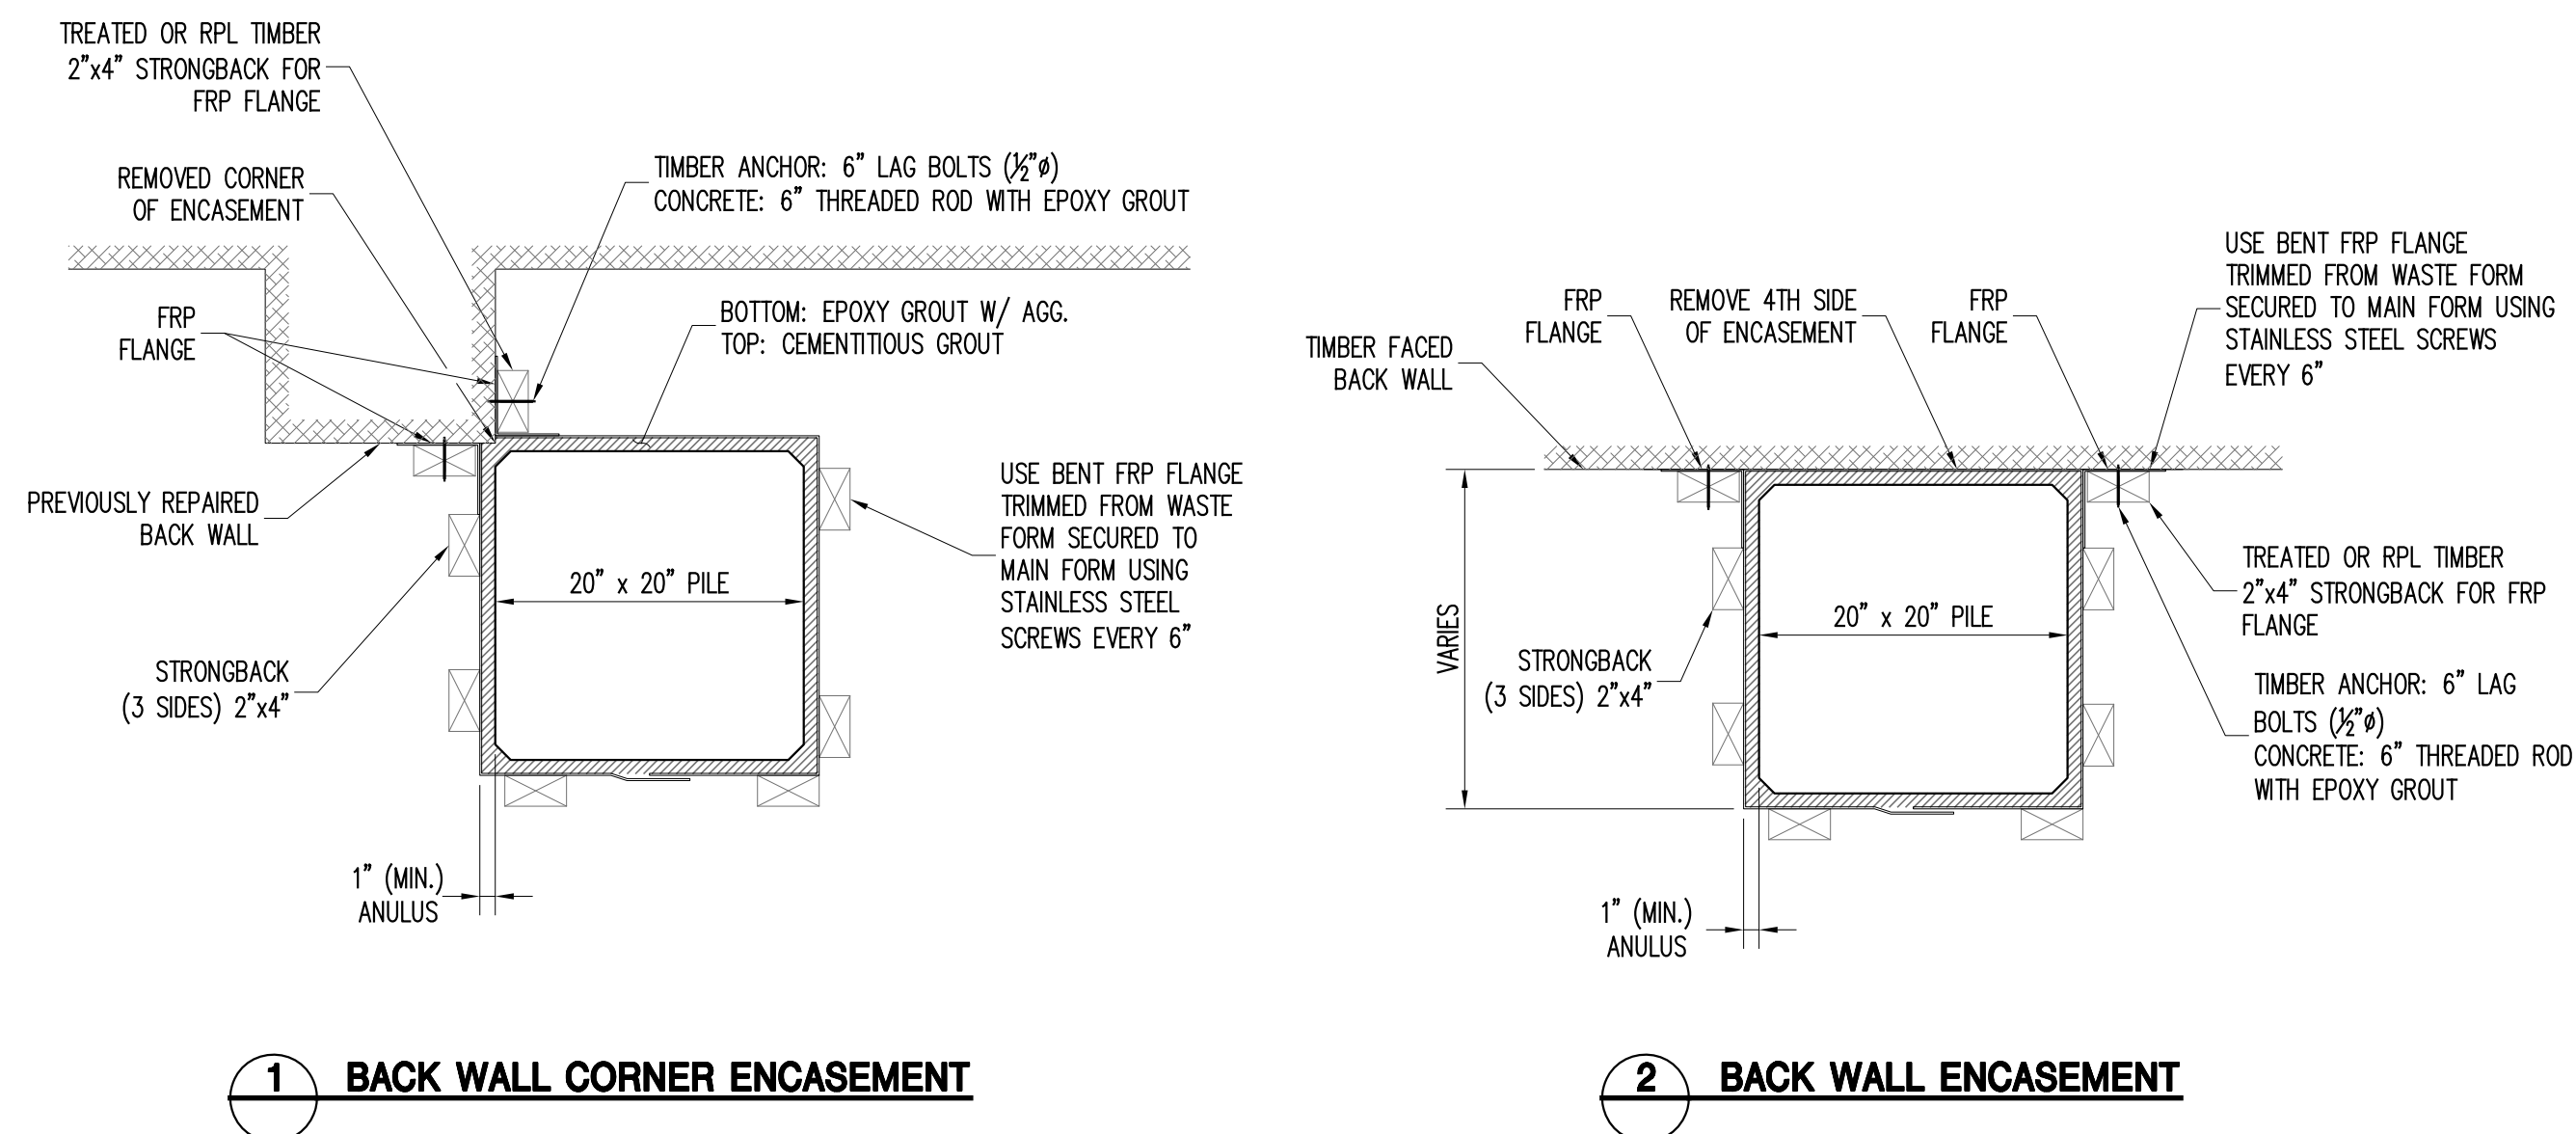 TREATED OR RPL TIMBER
2"x4" STRONGBACK FOR
FRP FLANGE
REMOVED CORNER
OF ENCASEMENT
TIMBER ANCHOR: 6" LAG BOLTS (½"ø)
CONCRETE: 6" THREADED ROD WITH EPOXY GROUT
FRP
FLANGE
BOTTOM: EPOXY GROUT W/ AGG.
TOP: CEMENTITIOUS GROUT
PREVIOUSLY REPAIRED
BACK WALL
USE BENT FRP FLANGE
TRIMMED FROM WASTE
FORM SECURED TO
MAIN FORM USING
STAINLESS STEEL
SCREWS EVERY 6"
20" x 20" PILE
STRONGBACK
(3 SIDES) 2"x4"
1" (MIN.)
ANULUS
1 BACK WALL CORNER ENCASEMENT
TIMBER FACED
BACK WALL
FRP
FLANGE
REMOVE 4TH SIDE
OF ENCASEMENT
FRP
FLANGE
USE BENT FRP FLANGE
TRIMMED FROM WASTE FORM
SECURED TO MAIN FORM USING
STAINLESS STEEL SCREWS
EVERY 6"
VARIES
20" x 20" PILE
STRONGBACK
(3 SIDES) 2"x4"
TREATED OR RPL TIMBER
2"x4" STRONGBACK FOR FRP
FLANGE
TIMBER ANCHOR: 6" LAG
BOLTS (½"ø)
CONCRETE: 6" THREADED ROD
WITH EPOXY GROUT
1" (MIN.)
ANULUS
2 BACK WALL ENCASEMENT